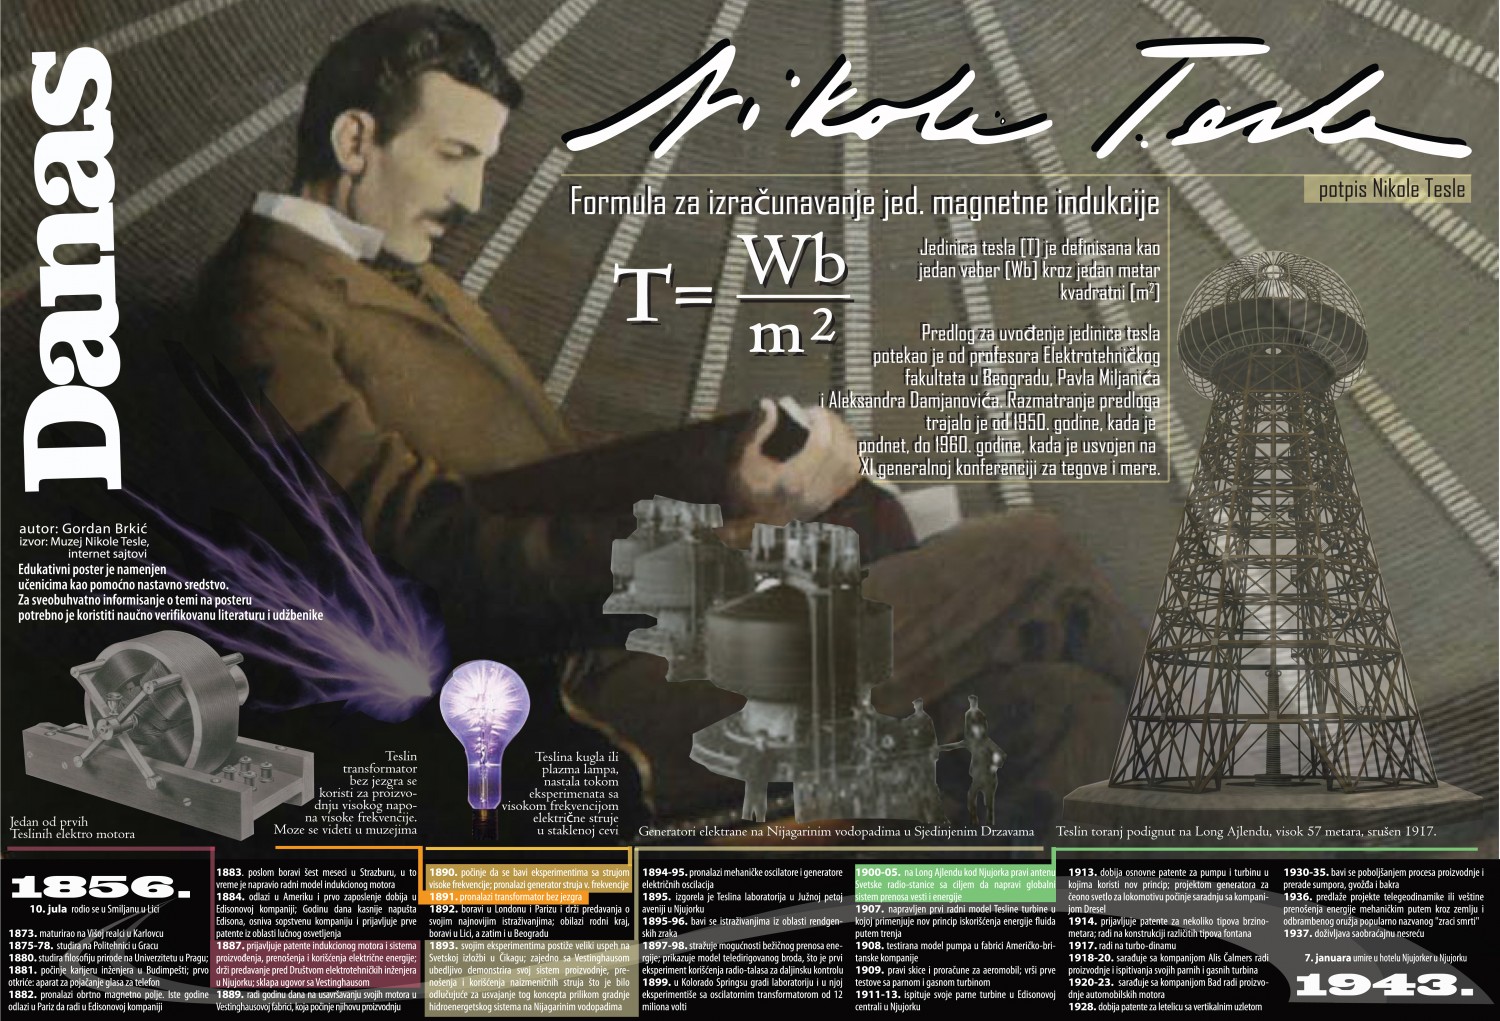 Danas
Nikola Tesla
potpis Nikole Tesle
Formula za izračunavanje jed. magnetne indukcije
T= Wb
m2
Jedinica tesla [T] je definisana kao
jedan veber [Wb] kroz jedan metar
kvadratni [m2]
Predlog za uvođenje jedinice tesla
potekao je od profesora Elektrotehničkog
fakulteta u Beogradu, Pavla Miljanića
i Aleksandra Damjanovića. Razmatranje predloga
trajalo je od 1950. godine, kada je
podnet, do 1960. godine, kada je usvojen na
XI generalnoj konferenciji za tegove i mere.
autor: Gordan Brkić
izvor: Muzej Nikole Tesle,
internet sajtovi
Edukativni poster je namenjen
učenicima kao pomoćno nastavno sredstvo.
Za sveobuhvatno informisanje o temi na posteru
potrebno je koristiti naučno verifikovanu literaturu i udžbenike
Jedan od prvih
Teslinih elektro motora
Teslin
transformator
bez jezgra se
koristi za proizvo-
dnju visokog napo-
na visoke frekvencije.
Moze se videti u muzejima
Teslina kugla ili
plazma lampa,
nastala tokom
eksperimenata sa
visokom frekvencijom
električne struje
u staklenoj cevi
Generatori elektrane na Nijagarinim vodopadima u Sjedinjenim Drzavama
Teslin toranj podignut na Long Ajlendu, visok 57 metara, srušen 1917.
1856.
10. jula rodio se u Smiljanu u Lici
1873. maturirao na Višoj realci u Karlovcu
1875-78. studira na Politehnici u Gracu
1880. studira filosofiju prirode na Univerzitetu u Pragu;
1881. počinje karijeru inženjera u Budimpešti; prvo
otkriće: aparat za pojačanje glasa za telefon
1882. pronalazi obrtno magnetno polje. Iste godine
odlazi u Pariz da radi u Edisonovoj kompaniji
1883. poslom boravi šest meseci u Strazburu, u to
vreme je napravio radni model indukcionog motora
1884. odlazi u Ameriku i prvo zaposlenje dobija u
Edisonovoj kompaniji; Godinu dana kasnije napušta
Edisona, osniva sopstvenu kompaniju i prijavljuje prve
patente iz oblasti lučnog osvetljenja
1887. prijavljuje patente indukcionog motora i sistema
proizvođenja, prenošenja i korišćenja električne energije;
drži predavanje pred Društvom elektrotehničkih inženjera
u Njujorku; sklapa ugovor sa Vestinghausom
1889. radi godinu dana na usavršavanju svojih motora u
Vestinghausovoj fabrici, koja počinje njihovu proizvodnju
1890. počinje da se bavi eksperimentima sa strujom
visoke frekvencije; pronalazi generator struja v. frekvencije
1891. pronalazi transformator bez jezgra
1892. boravi u Londonu i Parizu i drži predavanja o
svojim najnovijim istraživanjima; obilazi rodni kraj,
boravi u Lici, a zatim i u Beogradu
1893. svojim eksperimentima postiže veliki uspeh na
Svetskoj izložbi u Čikagu; zajedno sa Vestinghausom
ubedljivo demonstrira svoj sistem proizvodnje, pre-
nošenja i korišćenja naizmeničnih struja što je bilo
odlučujuće za usvajanje tog koncepta prilikom gradnje
hidroenergetskog sistema na Nijagarinim vodopadima
1894-95. pronalazi mehaničke oscilatore i generatore
električnih oscilacija
1895. izgorela je Teslina laboratorija u Južnoj petoj
aveniji u Njujorku
1895-96. bavi se istraživanjima iz oblasti rendgen-
skih zraka
1897-98. stražuje mogućnosti bežičnog prenosa ene-
rgije; prikazuje model teledirigovanog broda, što je prvi
eksperiment korišćenja radio-talasa za daljinsku kontrolu
1899. u Kolorado Springsu gradi laboratoriju i u njoj
eksperimentiše sa oscilatornim transformatorom od 12
miliona volti
1900-05. na Long Ajlendu kod Njujorka pravi antenu
Svetske radio-stanice sa ciljem da napravi globalni
sistem prenosa vesti i energije
1907. napravljen prvi radni model Tesline turbine u
kojoj primenjuje nov princip iskorišćenja energije fluida
putem trenja
1908. testirana model pumpa u fabrici Američko-bri-
tanske kompanije
1909. pravi skice i proračune za aeromobil; vrši prve
testove sa parnom i gasnom turbinom
1911-13. ispituje svoje parne turbine u Edisonovoj
centrali u Njujorku
1913. dobija osnovne patente za pumpu i turbinu u
kojima koristi nov princip; projektom generatora za
čeono svetlo za lokomotivu počinje saradnju sa kompani-
jom Dresel
1914. prijavljuje patente za nekoliko tipova brzino-
metara; radi na konstrukciji različitih tipova fontana
1917. radi na turbo-dinamu
1918-20. sarađuje sa kompanijom Alis Čalmers radi
proizvodnje i ispitivanja svojih parnih i gasnih turbina
1920-23. sarađuje sa kompanijom Bad radi proizvo-
dnje automobilskih motora
1928. dobija patente za letelicu sa vertikalnim uzletom
1930-35. bavi se poboljšanjem procesa proizvodnje i
prerade sumpora, gvožđa i bakra
1936. predlaže projekte telegeodinamike ili veštine
prenošenja energije mehaničkim putem kroz zemlju i
odbrambenog oružja popularno nazvanog "zraci smrti"
1937. doživljava saobraćajnu nesreću
7. januara umire u hotelu Njujorker u Njujorku
1943.